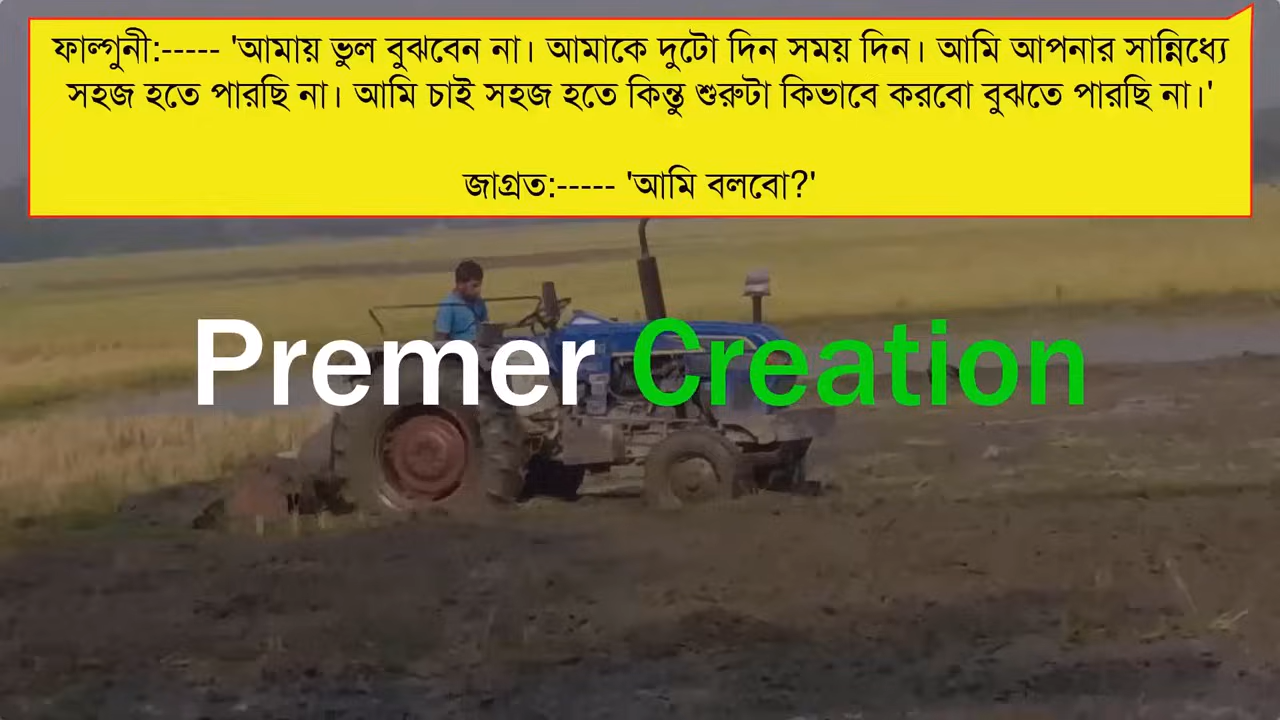 ফাল্গুনী:----- 'আমায় ভুল বুঝবেন না। আমাকে দুটো দিন সময় দিন। আমি আপনার সান্নিধ্যে
সহজ হতে পারছি না। আমি চাই সহজ হতে কিন্তু শুরুটা কিভাবে করবো বুঝতে পারছি না।'
জাগ্রত:----- 'আমি বলবো?'
Premer Creation